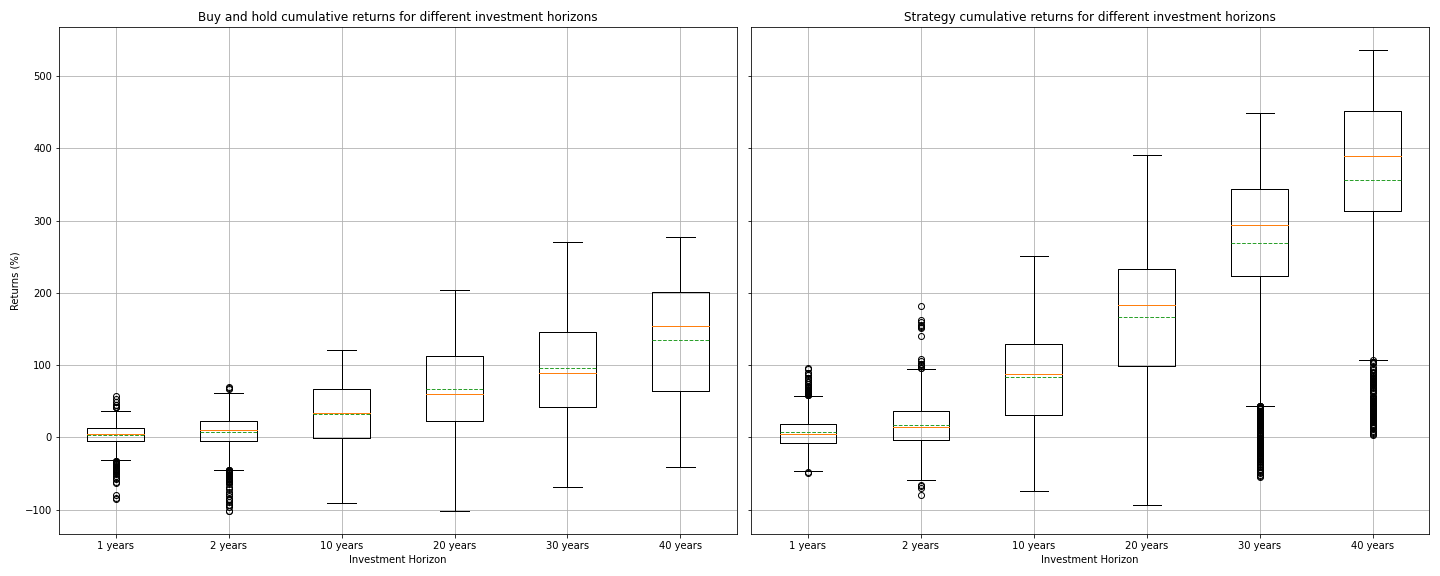 Buy and hold cumulative returns for different investment horizons
Strategy cumulative returns for different investment horizons
Returns (%)
500
400
300
200
100
0
−100
1 years
2 years
10 years
20 years
30 years
40 years
Investment Horizon
1 years
2 years
10 years
20 years
30 years
40 years
Investment Horizon